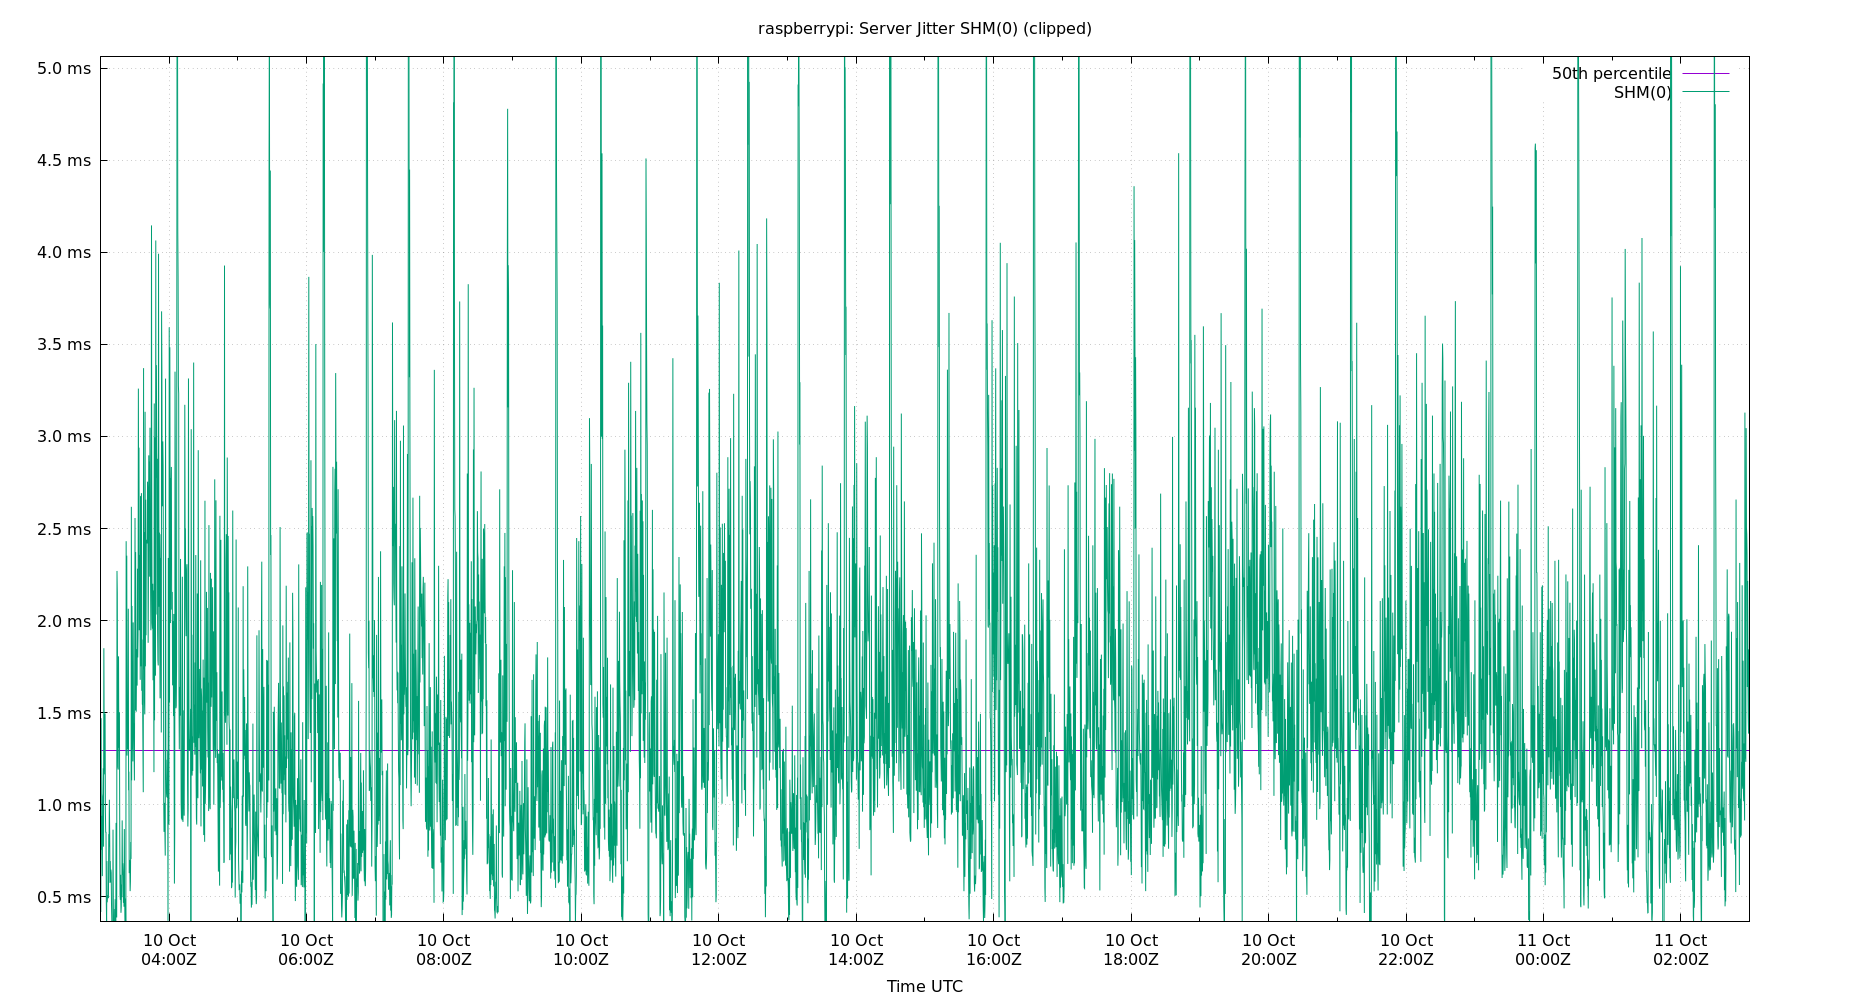 raspberrypi: Server Jitter SHM(0) (clipped)
5.0 ms
4.5 ms
4.0 ms
3.5 ms
3.0 ms
2.5 ms
2.0 ms
1.5 ms
1.0 ms
0.5 ms
50th percentile
SHM(0)
10 Oct 10 Oct 10 Oct 10 Oct 10 Oct 10 Oct 10 Oct 10 Oct 10 Oct 10 Oct 11 Oct 11 Oct
04:00Z 06:00Z 08:00Z 10:00Z 12:00Z 14:00Z 16:00Z 18:00Z 20:00Z 22:00Z 00:00Z 02:00Z
Time UTC